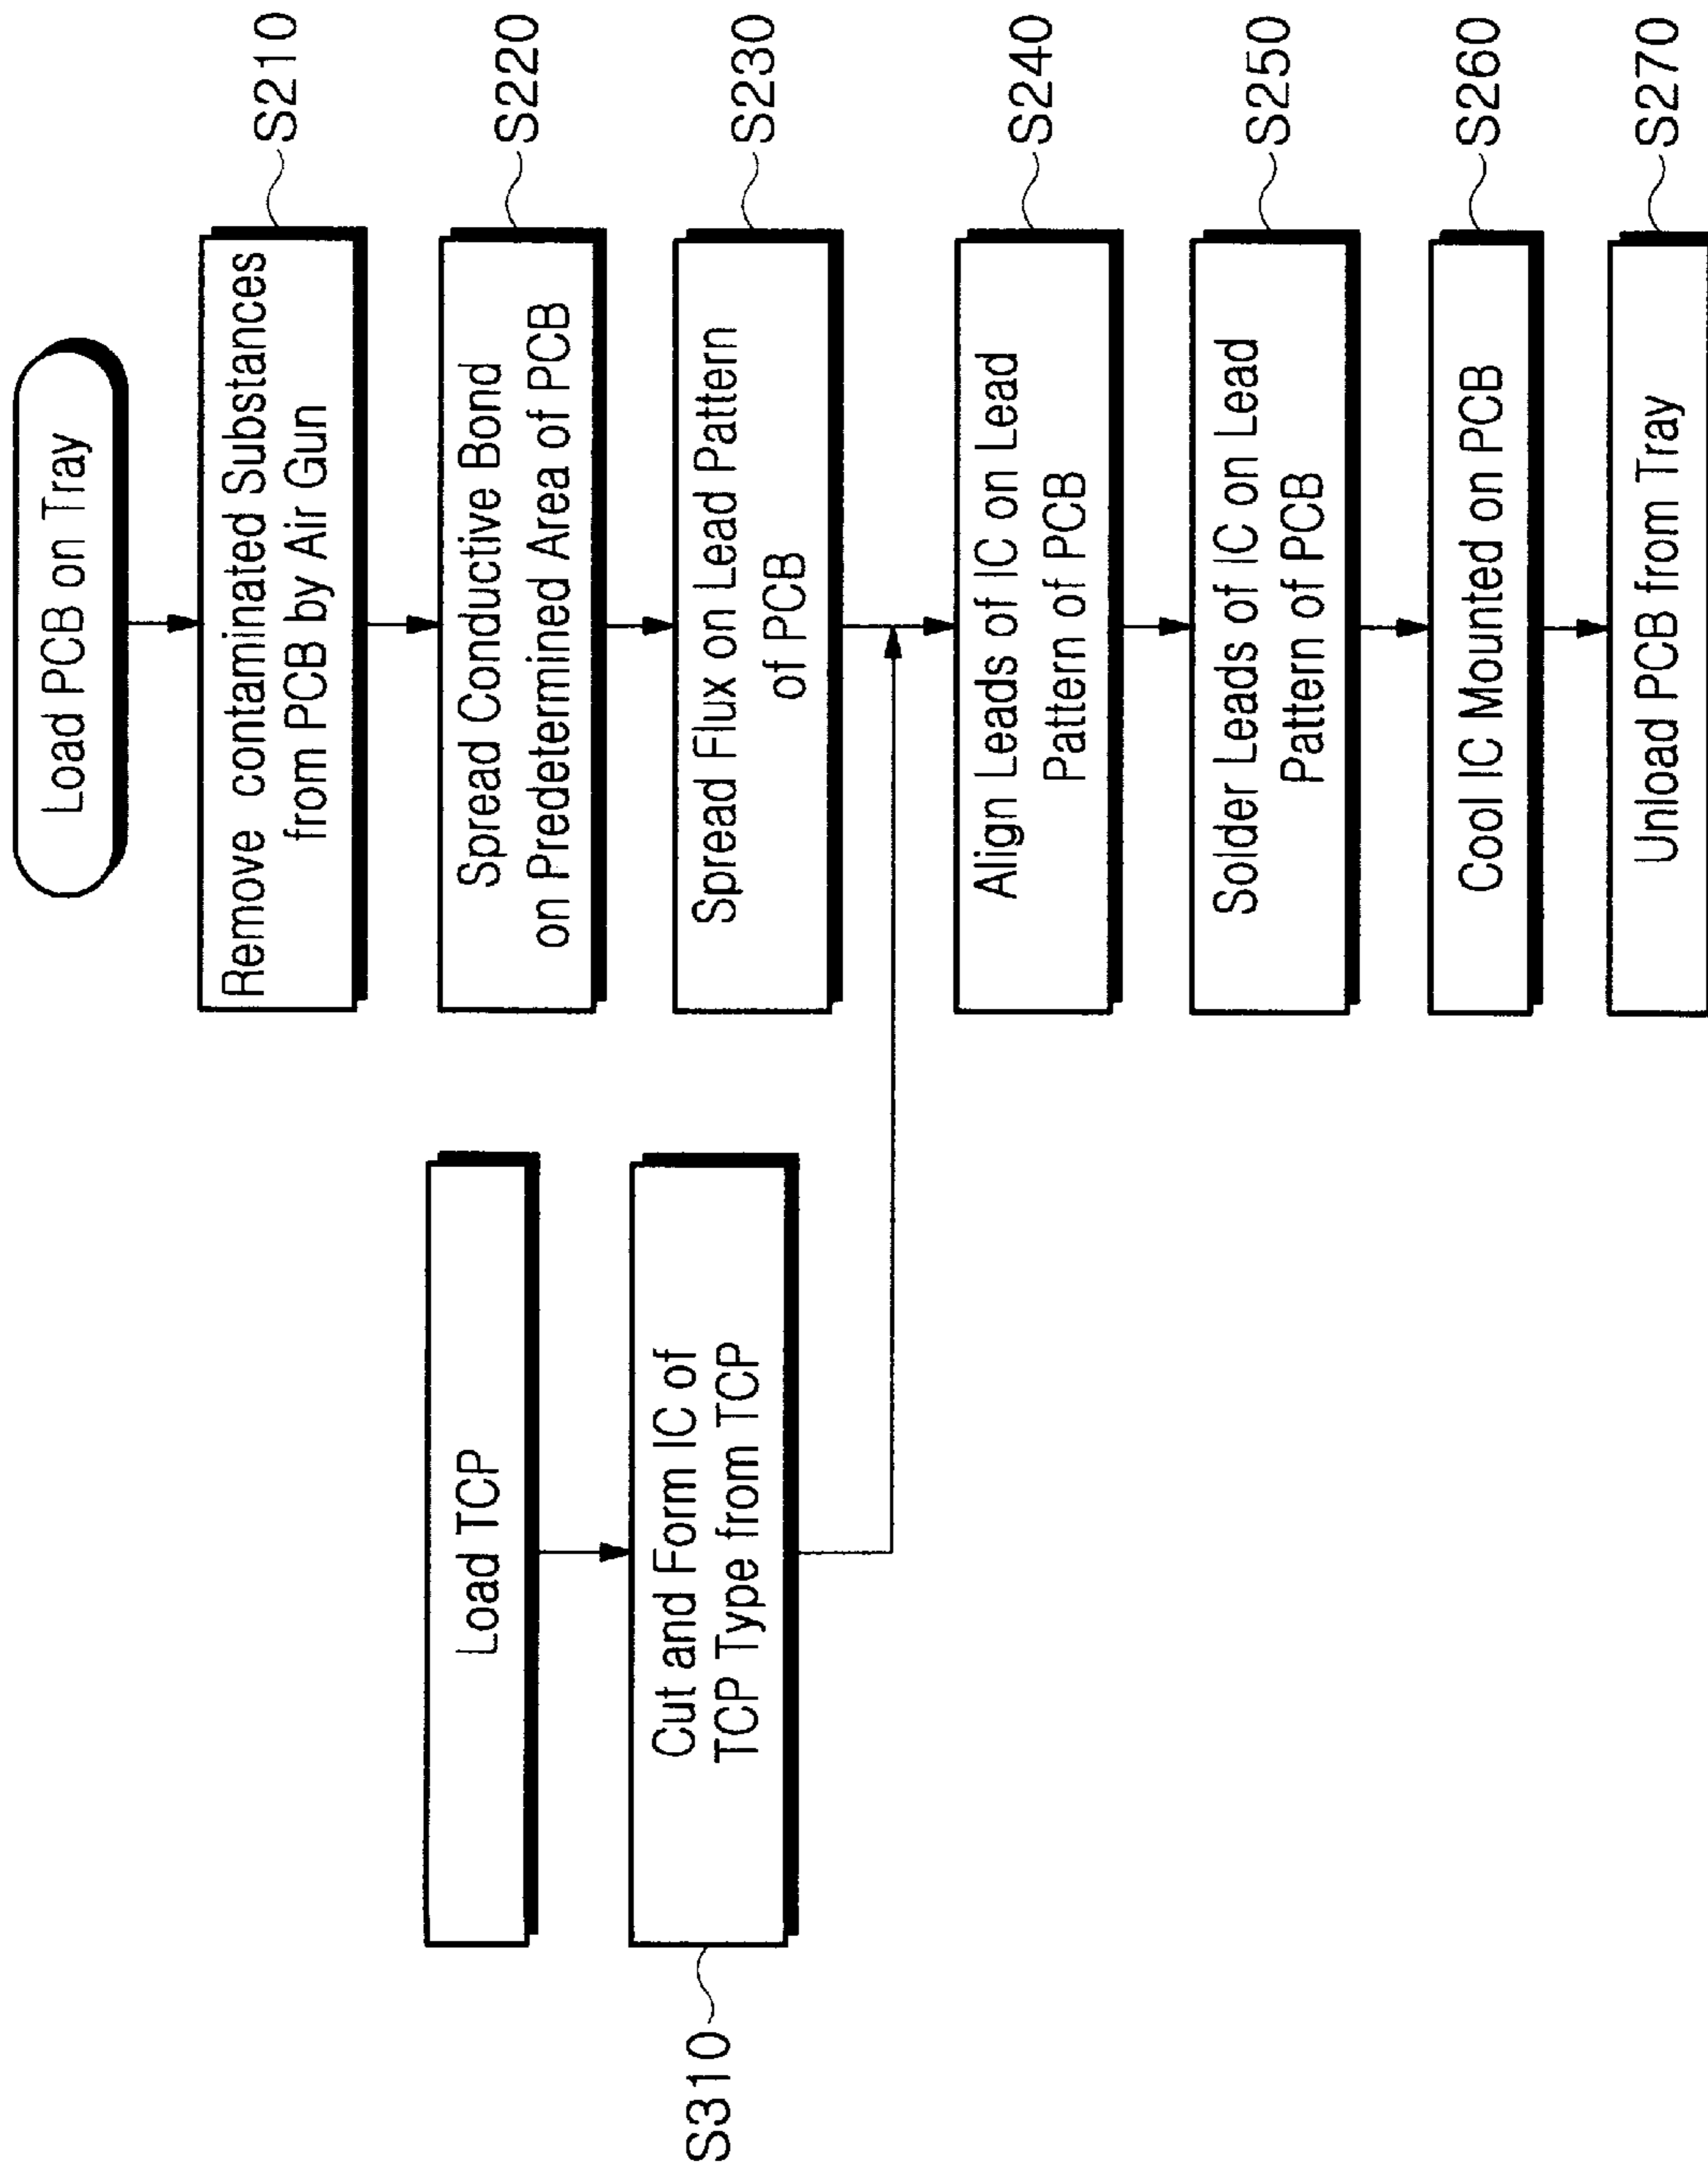 Load PCB on Tray
Remove contaminated Substances
from PCB by Air Gun
S210
Spread Conductive Bond
on Predetermined Area of PCB
S220
Spread Flux on Lead Pattern
of PCB
S230
Load TCP
Cut and Form IC of
TCP Type from TCP
S310
Align Leads of IC on Lead
Pattern of PCB
S240
Solder Leads of IC on Lead
Pattern of PCB
S250
Cool IC Mounted on PCB
S260
Unload PCB from Tray
S270